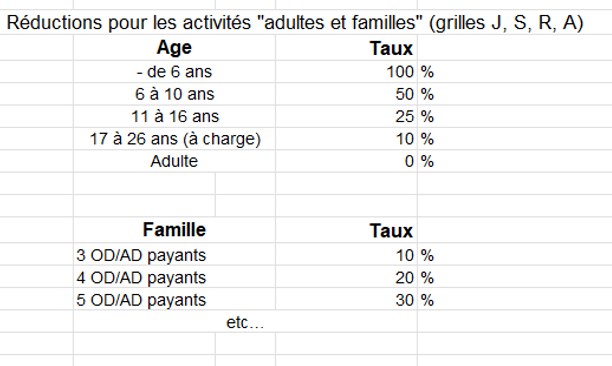 Réductions pour les activités "adultes et familles" (grilles J, S, R, A)
Age Taux
- de 6 ans 100 %
6 à 10 ans 50 %
11 à 16 ans 25 %
17 à 26 ans (à charge) 10 %
Adulte 0 %
Famille Taux
3 OD/AD payants 10 %
4 OD/AD payants 20 %
5 OD/AD payants 30 %
etc...